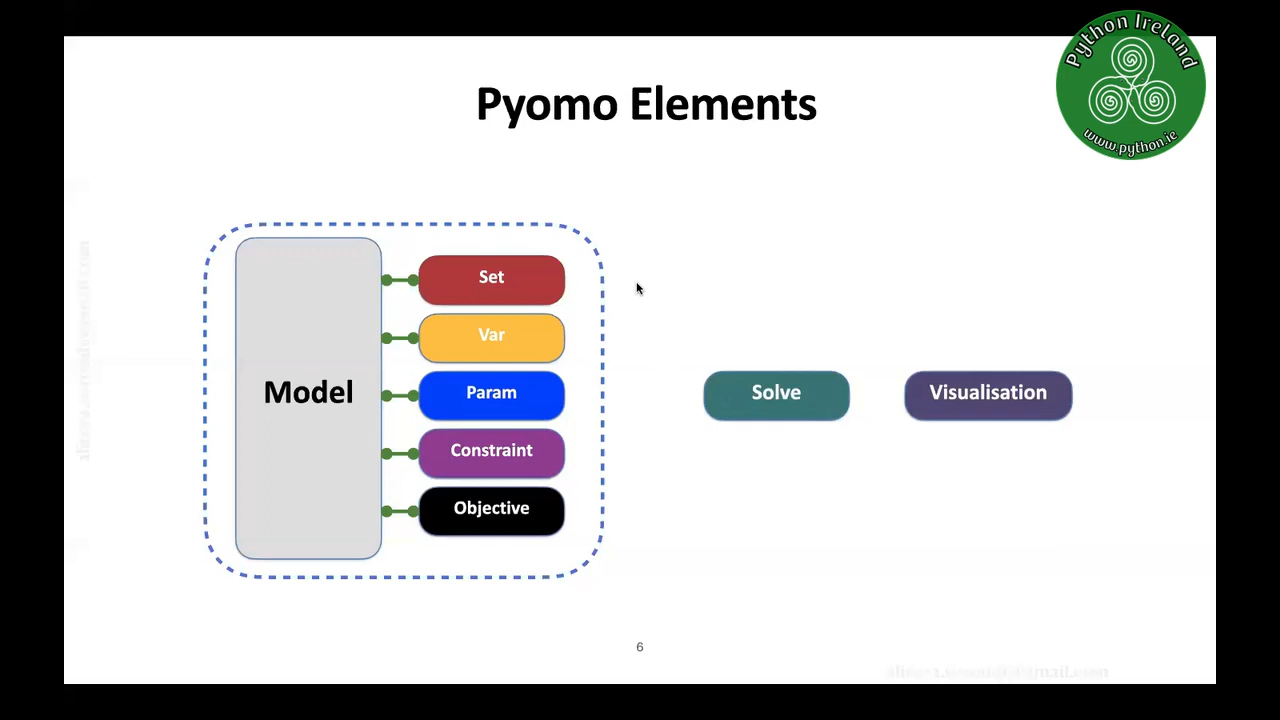 Pyomo Elements
Python Ireland
www.python.ie
Model
Set
Var
Param
Constraint
Objective
Solve
Visualisation
6